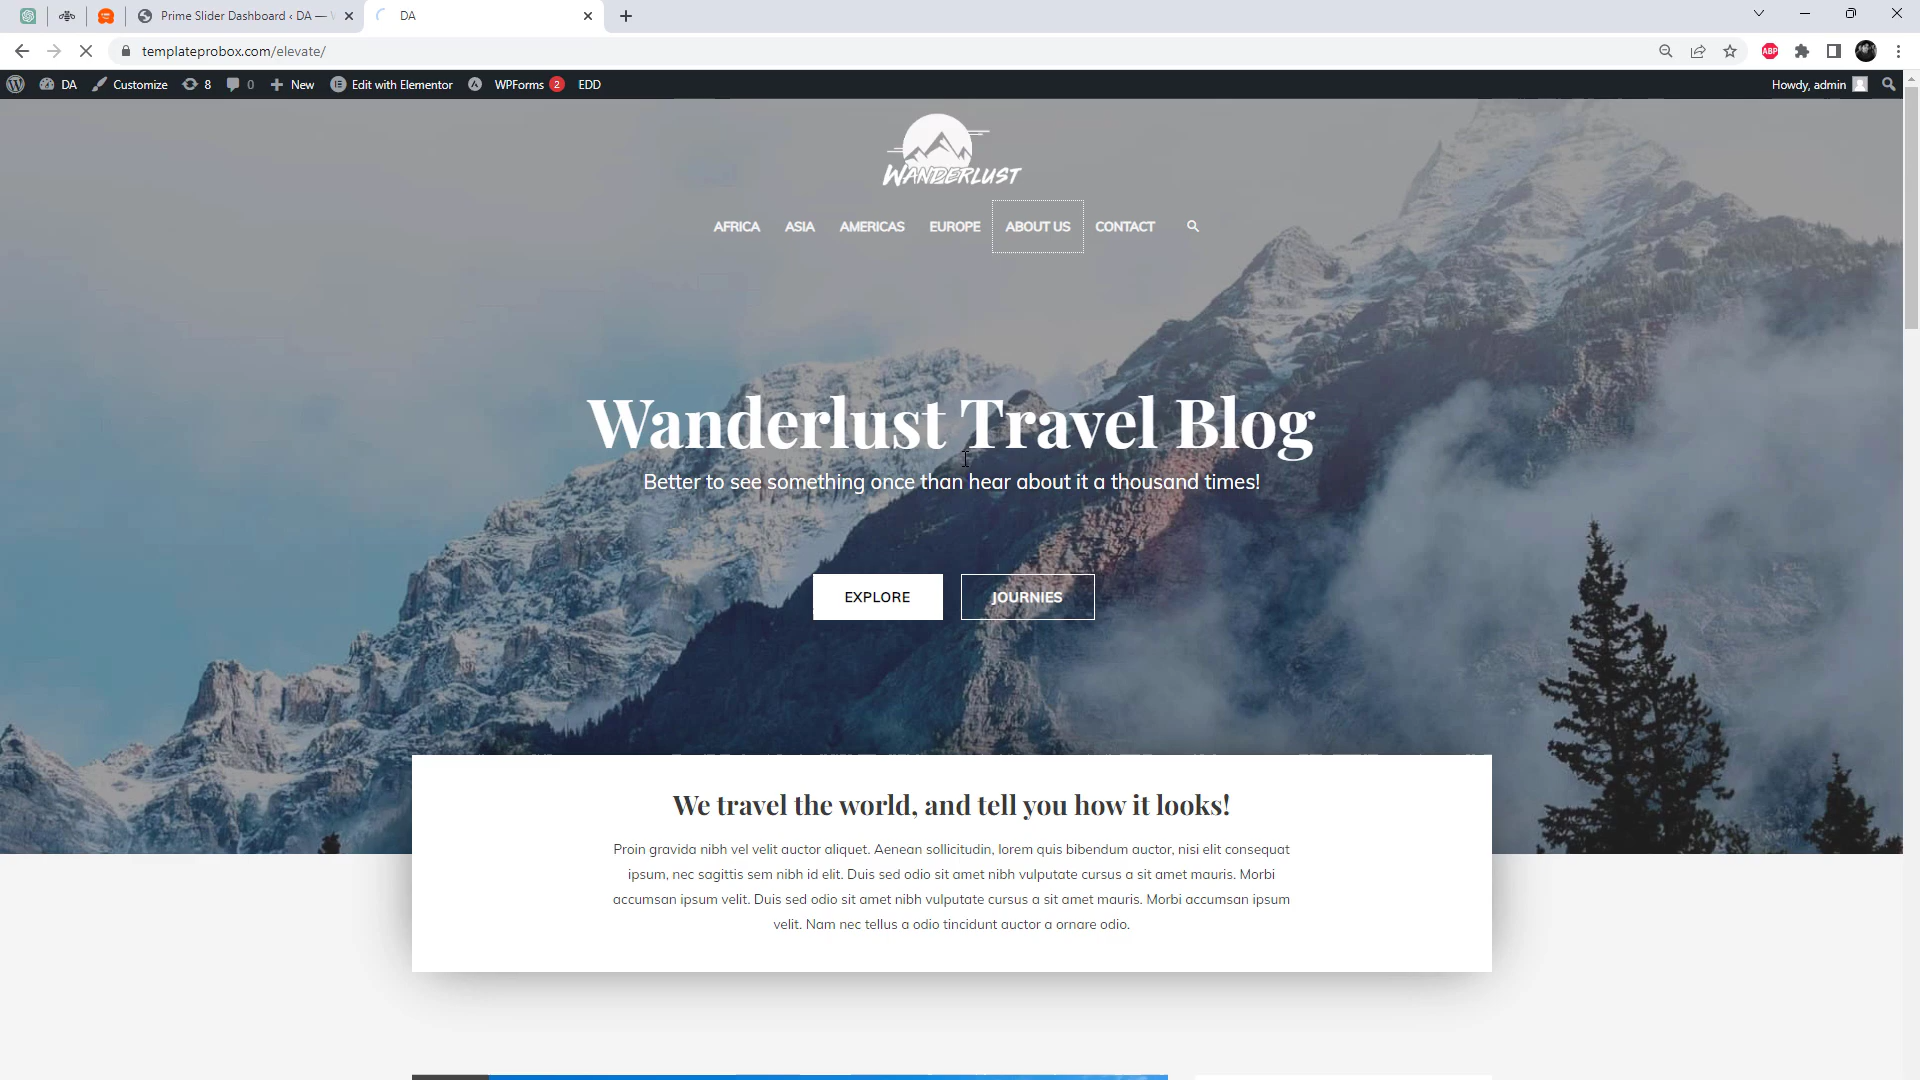 Prime Slider Dashboard ‹ DA —
DA
templateprobox.com/elevate/
ABP
DA
Customize
8
0
New
Edit with Elementor
WPForms 2
EDD
Howdy, admin
WANDERLUST
AFRICA
ASIA
AMERICAS
EUROPE
ABOUT US
CONTACT
Wanderlust Travel Blog
Better to see something once than hear about it a thousand times!
EXPLORE
JOURNIES
We travel the world, and tell you how it looks!
Proin gravida nibh vel velit auctor aliquet. Aenean sollicitudin, lorem quis bibendum auctor, nisi elit consequat
ipsum, nec sagittis sem nibh id elit. Duis sed odio sit amet nibh vulputate cursus a sit amet mauris. Morbi
accumsan ipsum velit. Duis sed odio sit amet nibh vulputate cursus a sit amet mauris. Morbi accumsan ipsum
velit. Nam nec tellus a odio tincidunt auctor a ornare odio.